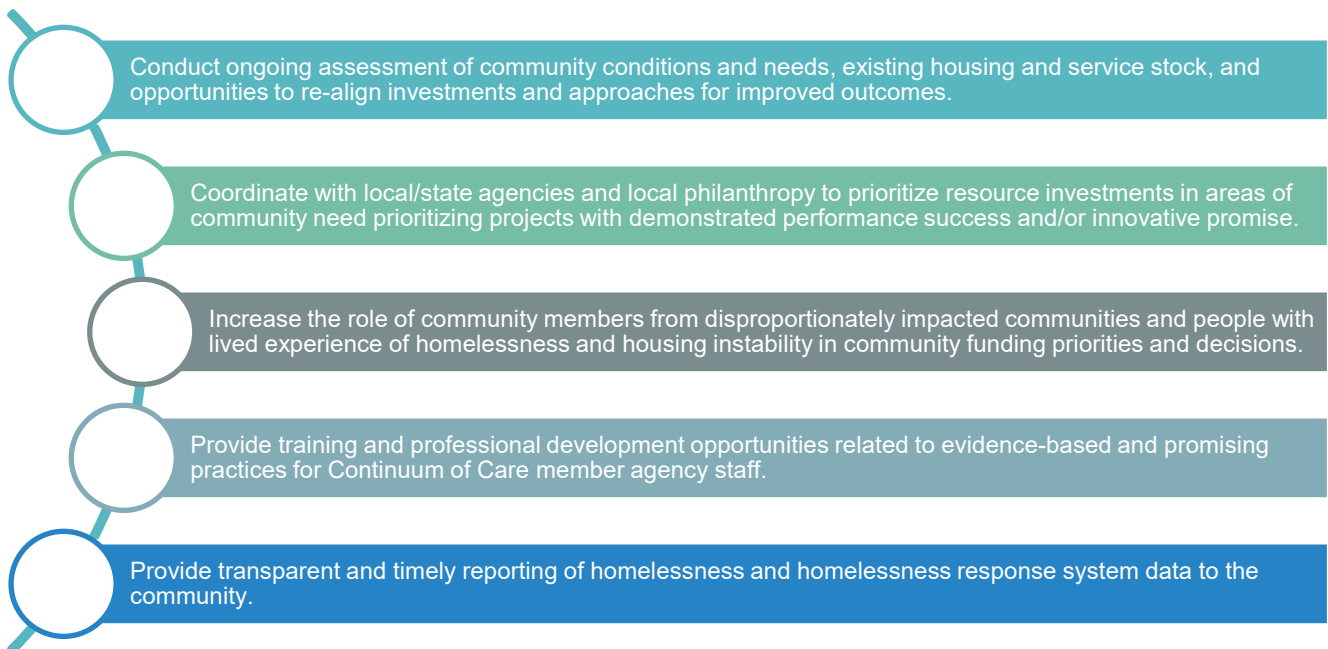 Conduct ongoing assessment of community conditions and needs, existing housing and service stock, and
opportunities to re-align investments and approaches for improved outcomes.
Coordinate with local/state agencies and local philanthropy to prioritize resource investments in areas of
community need prioritizing projects with demonstrated performance success and/or innovative promise.
Increase the role of community members from disproportionately impacted communities and people with
lived experience of homelessness and housing instability in community funding priorities and decisions.
Provide training and professional development opportunities related to evidence-based and promising
practices for Continuum of Care member agency staff.
Provide transparent and timely reporting of homelessness and homelessness response system data to the
community.